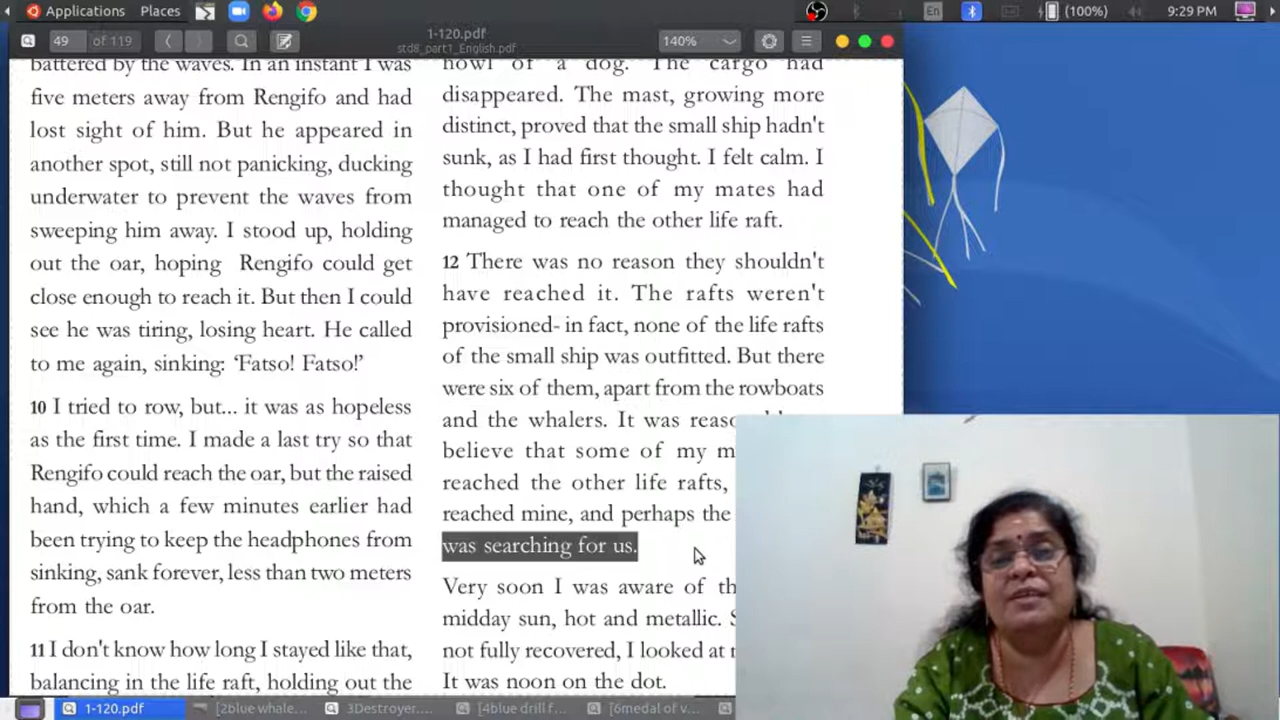 Applications Places
En
(100%)
9:29 PM
49 of 119
1-120.pdf
std8_part1_English.pdf
140%
battered by the waves. In an instant I was
five meters away from Rengifo and had
lost sight of him. But he appeared in
another spot, still not panicking, ducking
underwater to prevent the waves from
sweeping him away. I stood up, holding
out the oar, hoping Rengifo could get
close enough to reach it. But then I could
see he was tiring, losing heart. He called
to me again, sinking: ‘Fatso! Fatso!’
10 I tried to row, but... it was as hopeless
as the first time. I made a last try so that
Rengifo could reach the oar, but the raised
hand, which a few minutes earlier had
been trying to keep the headphones from
sinking, sank forever, less than two meters
from the oar.
11 I don't know how long I stayed like that,
balancing in the life raft, holding out the
howl of a dog. The cargo had
disappeared. The mast, growing more
distinct, proved that the small ship hadn't
sunk, as I had first thought. I felt calm. I
thought that one of my mates had
managed to reach the other life raft.
12 There was no reason they shouldn't
have reached it. The rafts weren't
provisioned- in fact, none of the life rafts
of the small ship was outfitted. But there
were six of them, apart from the rowboats
and the whalers. It was
believe that some of my
reached the other life rafts,
reached mine, and perhaps the
was searching for us.
Very soon I was aware of
midday sun, hot and metallic.
not fully recovered, I looked at
It was noon on the dot.
1-120.pdf
[2blue whale...
3Destroyer....
[4blue drill f...
[6medal of v...